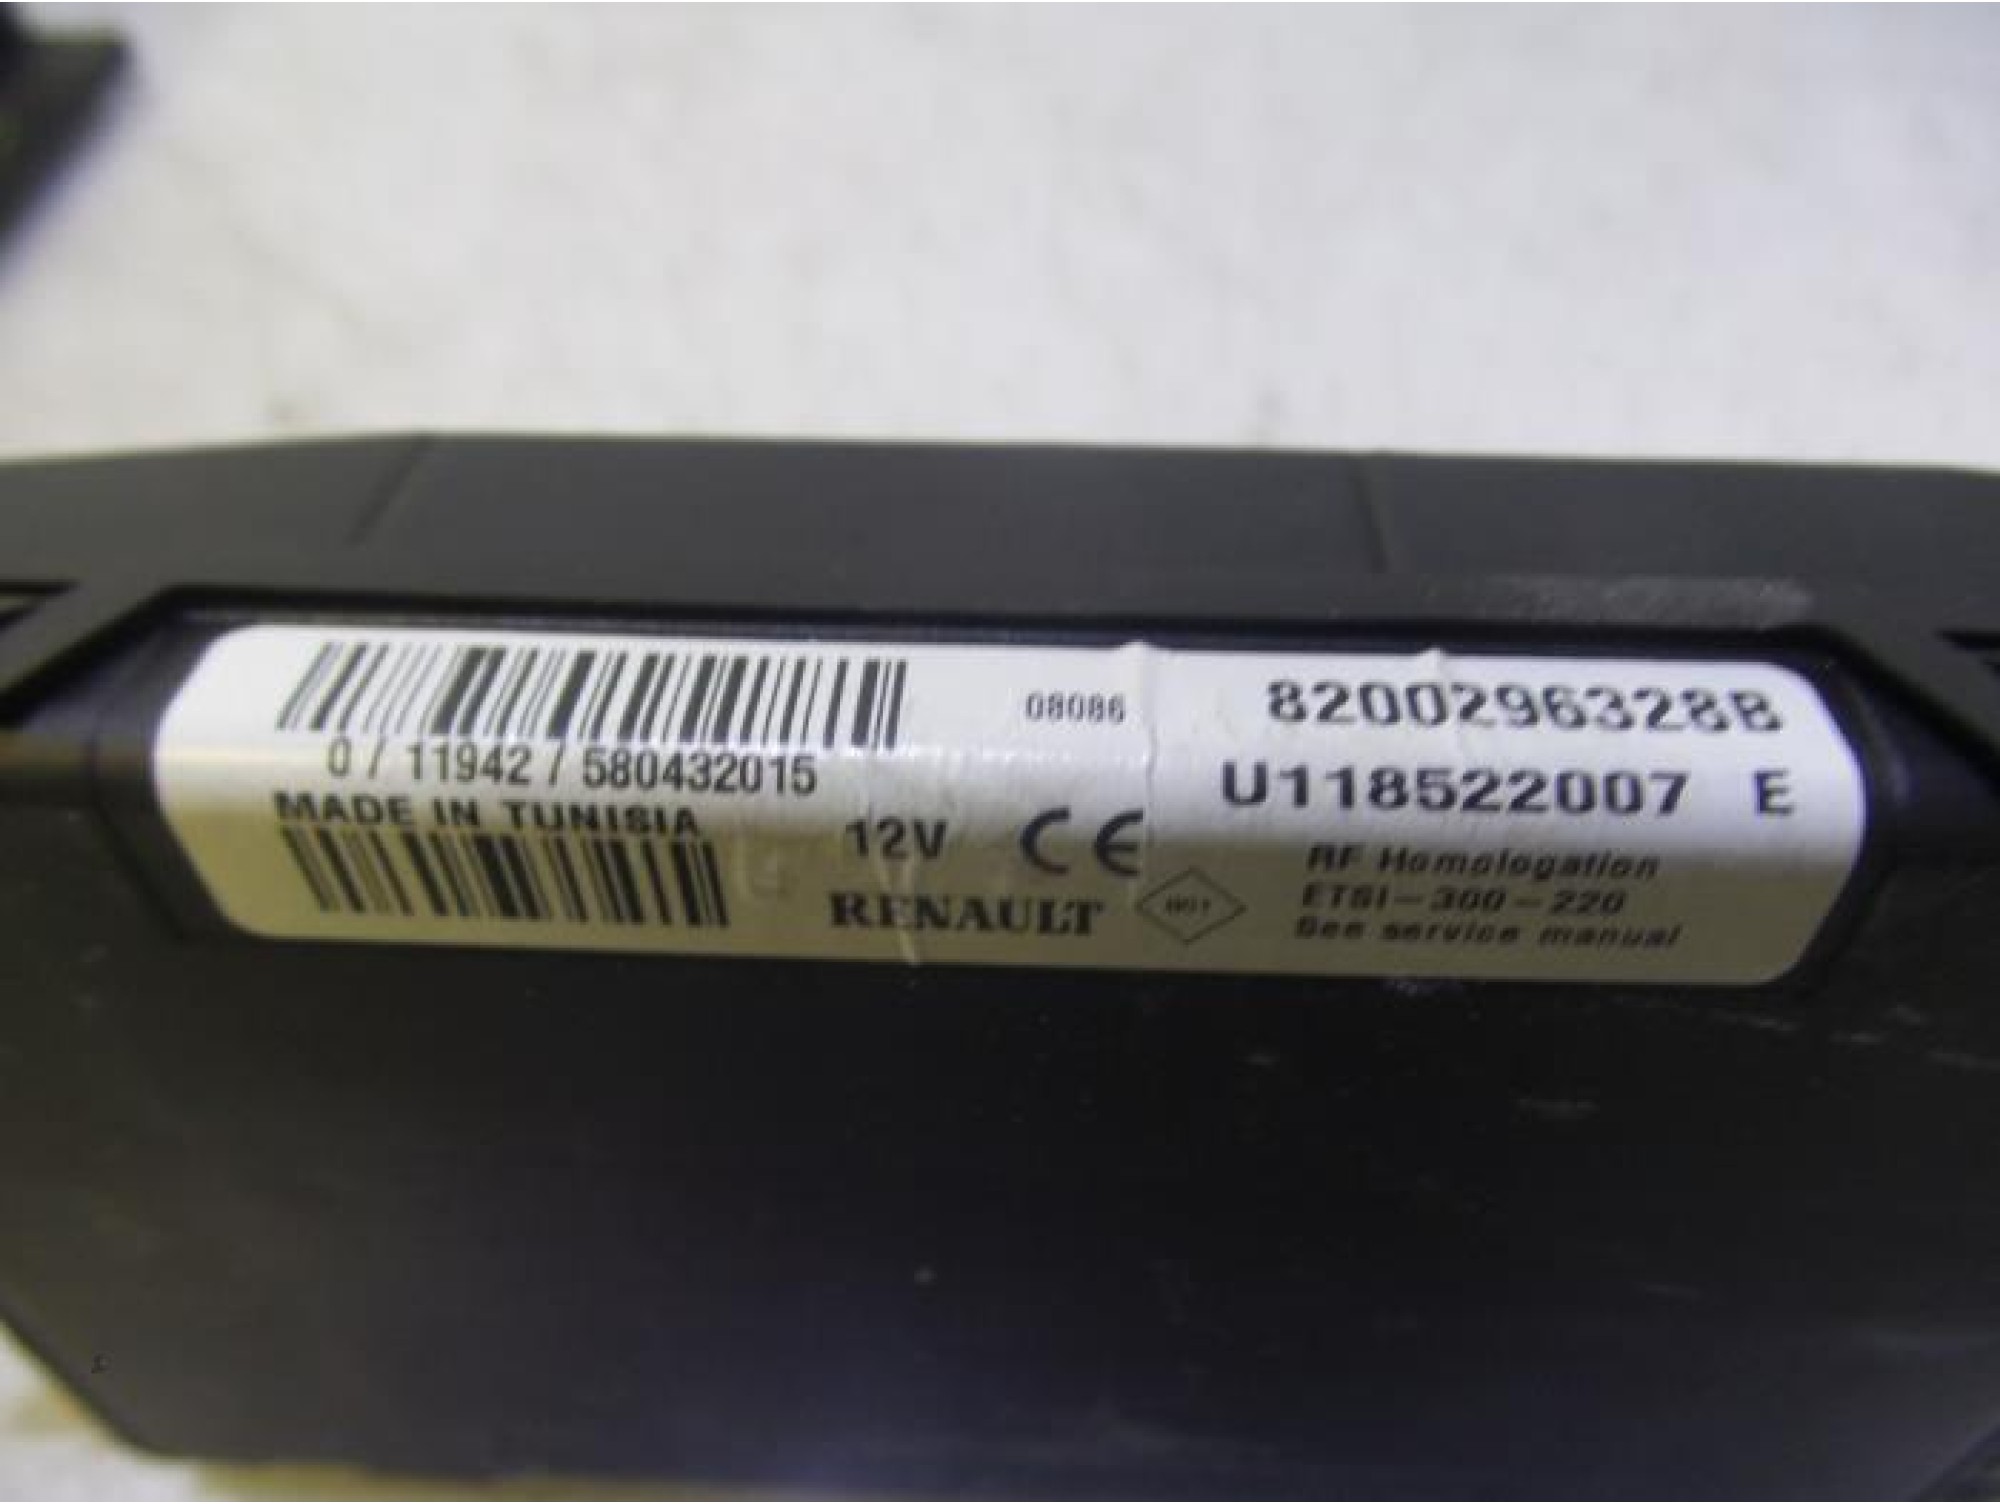 08086 8200296328B
0 / 11942 / 580432015
U118522007 E
MADE IN TUNISIA
12V CE
RF Homologation
ETSI-300-220
RENAULT
See service manual